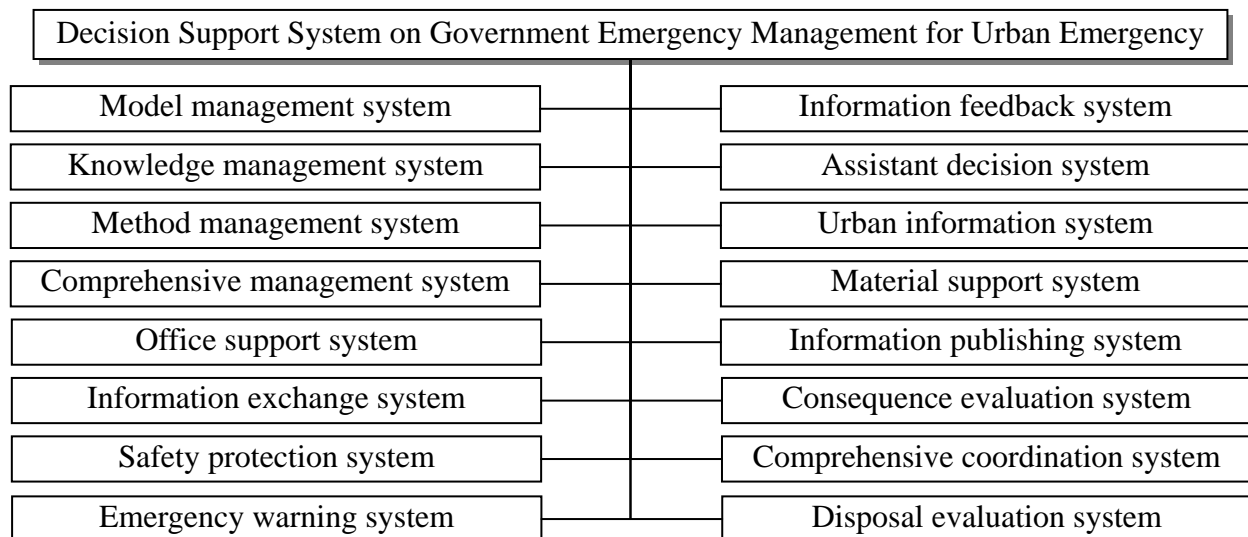 Decision Support System on Government Emergency Management for Urban Emergency
Model management system
Information feedback system
Knowledge management system
Assistant decision system
Method management system
Urban information system
Comprehensive management system
Material support system
Office support system
Information publishing system
Information exchange system
Consequence evaluation system
Safety protection system
Comprehensive coordination system
Emergency warning system
Disposal evaluation system